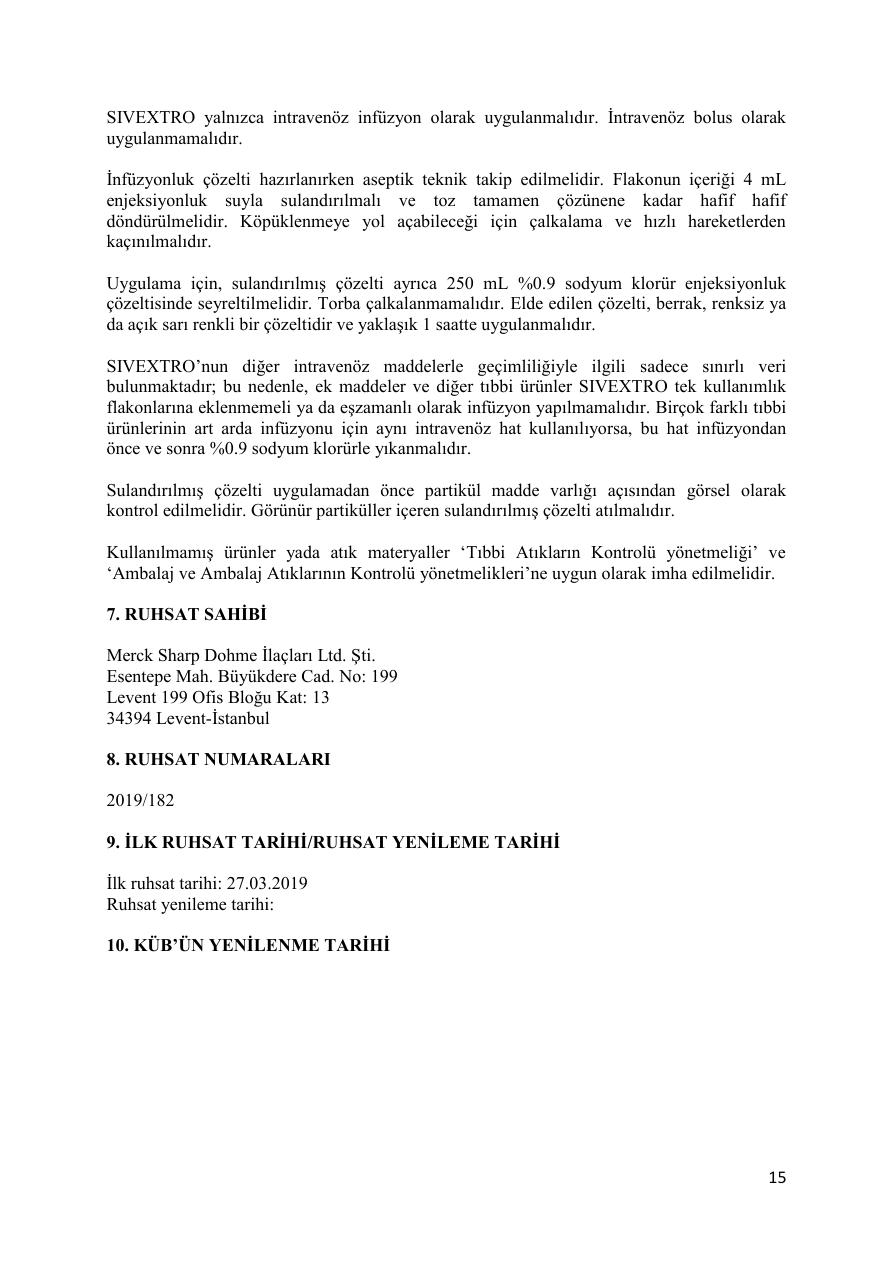 SIVEXTRO yalnızca intravenöz infüzyon olarak uygulanmalıdır. İntravenöz bolus olarak
uygulanmamalıdır.
İnfüzyonluk çözelti hazırlanırken aseptik teknik takip edilmelidir. Flakonun içeriği 4 mL
enjeksiyonluk suyla sulandırılmalı ve toz tamamen çözünene kadar hafif hafif
döndürülmelidir. Köpüklenmeye yol açabileceği için çalkalama ve hızlı hareketlerden
kaçınılmalıdır.
Uygulama için, sulandırılmış çözelti ayrıca 250 mL %0.9 sodyum klorür enjeksiyonluk
çözeltisinde seyreltilmelidir. Torba çalkalanmamalıdır. Elde edilen çözelti, berrak, renksiz ya
da açık sarı renkli bir çözeltidir ve yaklaşık 1 saatte uygulanmalıdır.
SIVEXTRO’nun diğer intravenöz maddelerle geçimliliğiyle ilgili sadece sınırlı veri
bulunmaktadır; bu nedenle, ek maddeler ve diğer tıbbi ürünler SIVEXTRO tek kullanımlık
flakonlarına eklenmemeli ya da eşzamanlı olarak infüzyon yapılmamalıdır. Birçok farklı tıbbi
ürünlerinin art arda infüzyonu için aynı intravenöz hat kullanılıyorsa, bu hat infüzyondan
önce ve sonra %0.9 sodyum klorürle yıkanmalıdır.
Sulandırılmış çözelti uygulamadan önce partikül madde varlığı açısından görsel olarak
kontrol edilmelidir. Görünür partiküller içeren sulandırılmış çözelti atılmalıdır.
Kullanılmamış ürünler yada atık materyaller ‘Tıbbi Atıkların Kontrolü yönetmeliği’ ve
‘Ambalaj ve Ambalaj Atıklarının Kontrolü yönetmelikleri’ne uygun olarak imha edilmelidir.
7. RUHSAT SAHİBİ
Merck Sharp Dohme İlaçları Ltd. Şti.
Esentepe Mah. Büyükdere Cad. No: 199
Levent 199 Ofis Bloğu Kat: 13
34394 Levent-İstanbul
8. RUHSAT NUMARALARI
2019/182
9. İLK RUHSAT TARİHİ/RUHSAT YENİLEME TARİHİ
İlk ruhsat tarihi: 27.03.2019
Ruhsat yenileme tarihi:
10. KÜB’ÜN YENİLENME TARİHİ
15